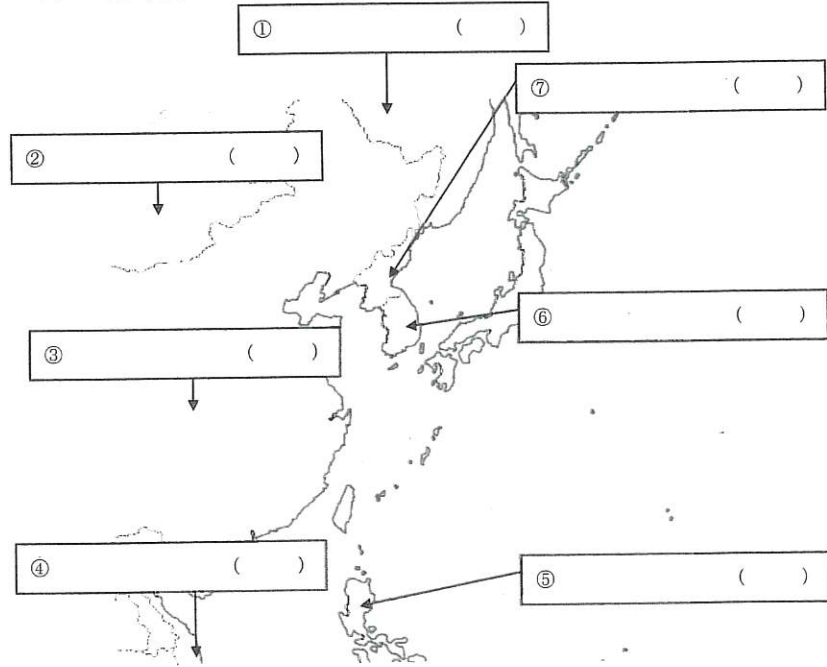 ① (　　)
⑦ (　　)
② (　　)
⑥ (　　)
③ (　　)
④ (　　)
⑤ (　　)